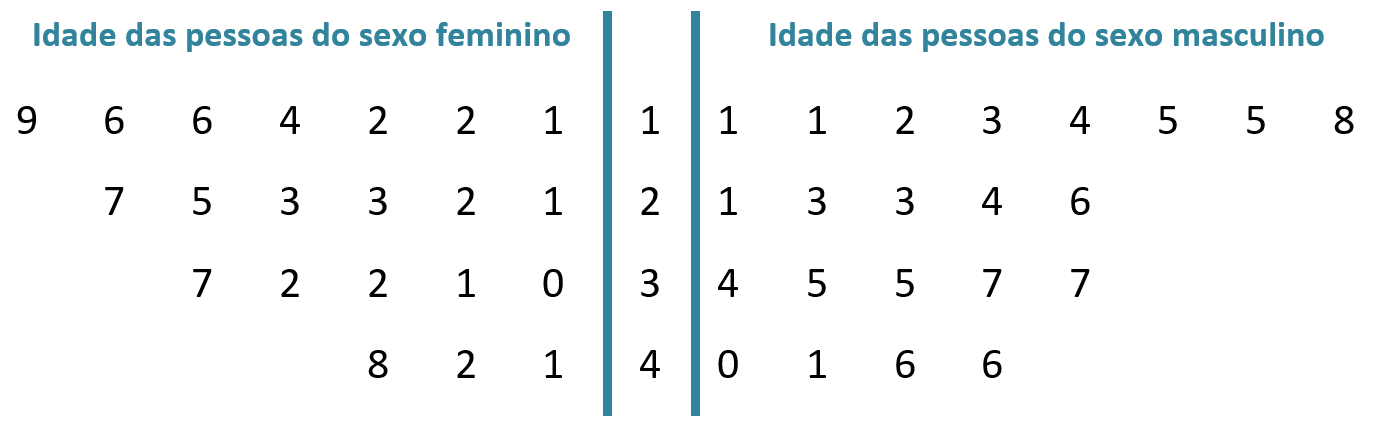 Idade das pessoas do sexo feminino Idade das pessoas do sexo masculino
9 6 6 4 2 2 1 1 1 1 2 3 4 5 5 8
7 5 3 3 2 1 2 1 3 3 4 6
7 2 2 1 0 3 4 5 5 7 7
8 2 1 4 0 1 6 6